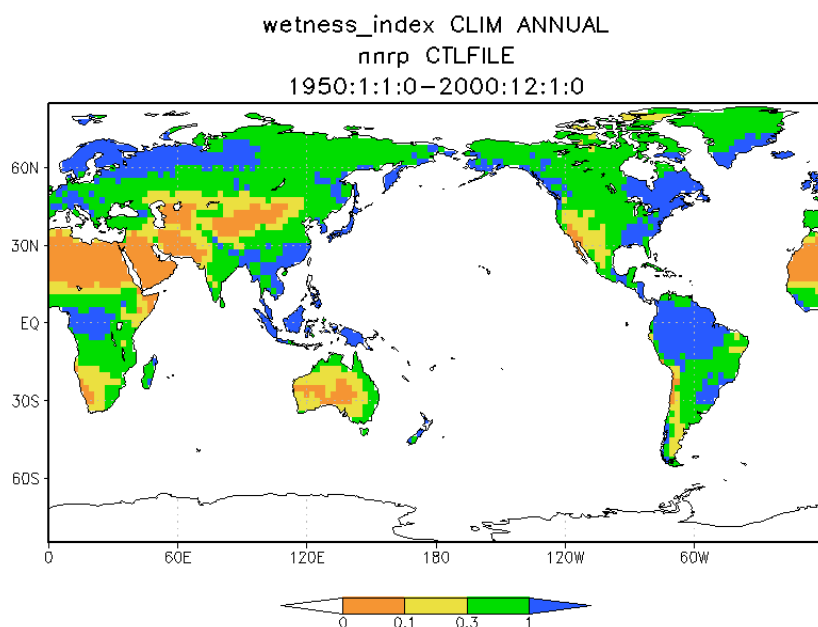 wetness_index CLIM ANNUAL
nnrp CTLFILE
1950:1:1:0-2000:12:1:0
60N
30N
EQ
30S
60S
0 60E 120E 180 120W 60W
0 0.1 0.3 1